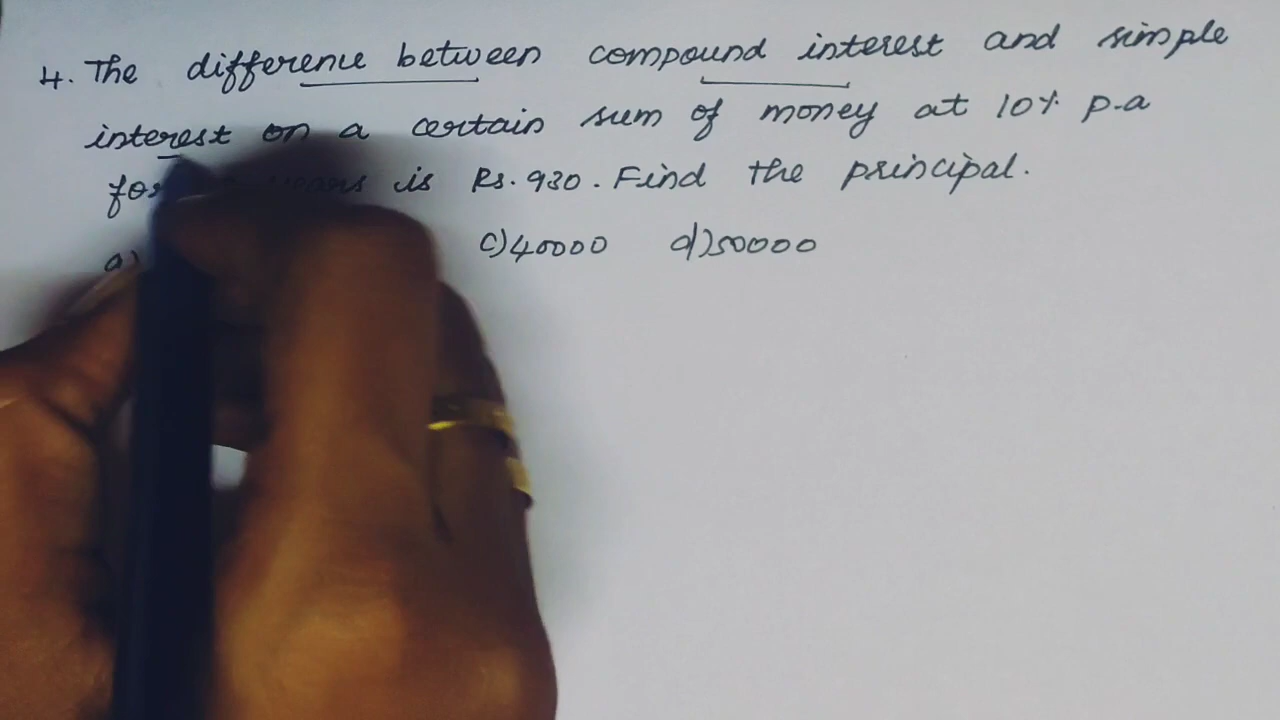 4. The difference between compound interest and simple
interest on a certain sum of money at 10% p.a
for is Rs. 930. Find the principal.
a) c) 40000 d) 50000